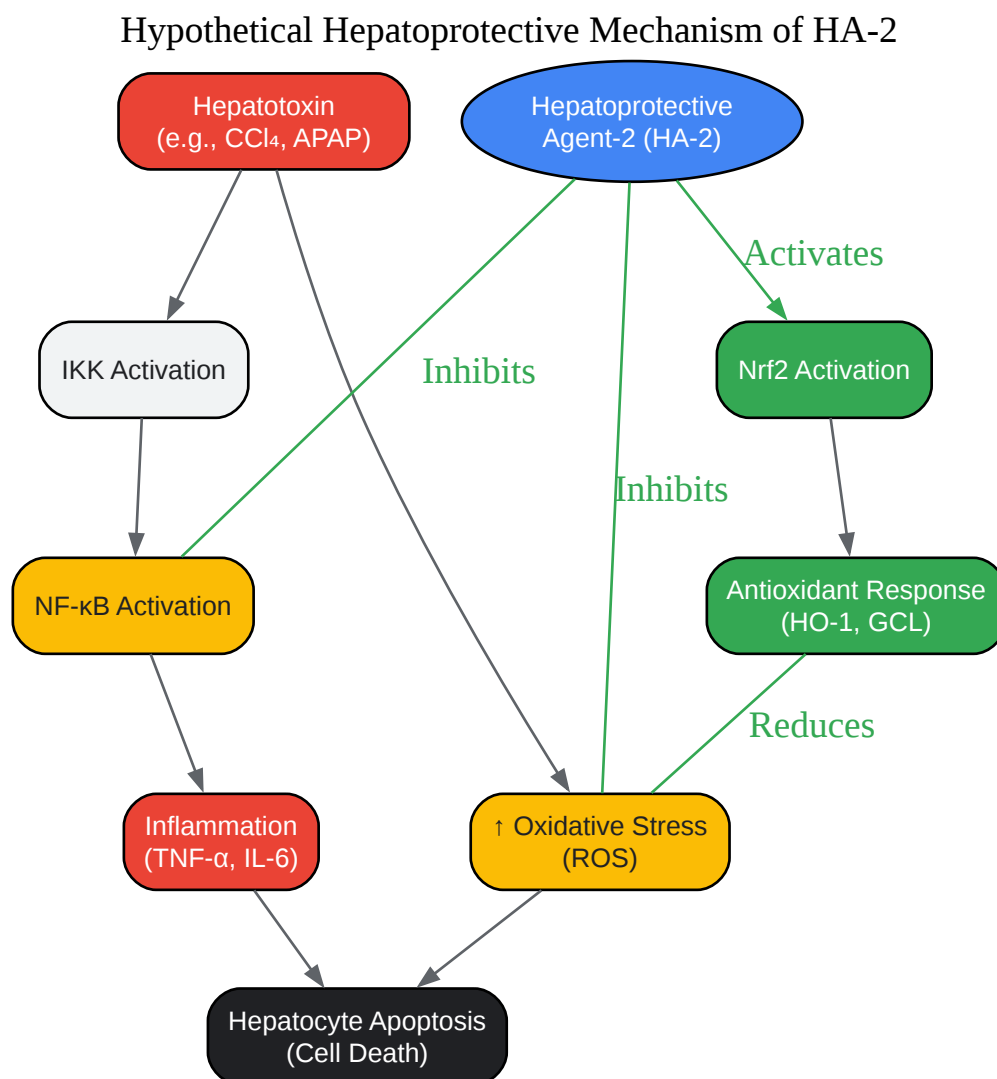 Hypothetical Hepatoprotective Mechanism of HA-2
Hepatotoxin
(e.g., CCl₄, APAP)
Hepatoprotective
Agent-2 (HA-2)
Activates
IKK Activation
Inhibits
Nrf2 Activation
Inhibits
NF-κB Activation
Antioxidant Response
(HO-1, GCL)
Reduces
Inflammation
(TNF-α, IL-6)
↑ Oxidative Stress
(ROS)
Hepatocyte Apoptosis
(Cell Death)